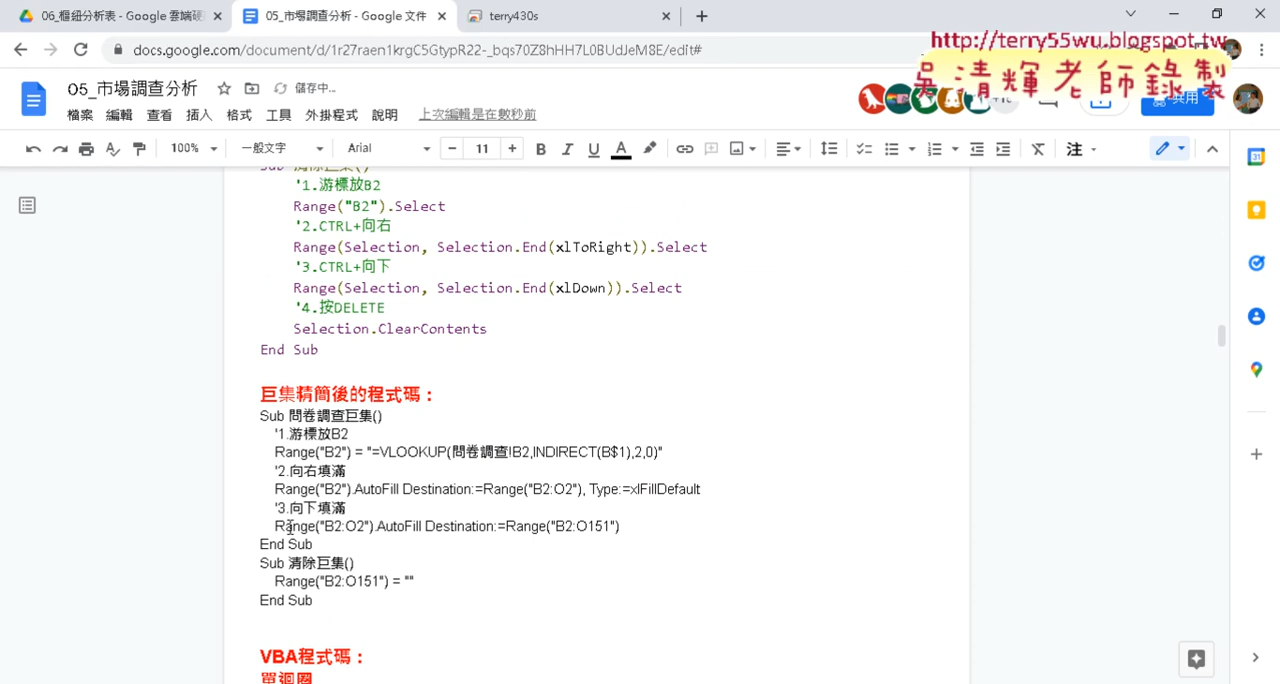 06_樞紐分析表 - Google 雲端硬
05_市場調查分析 - Google 文件
terry430s
docs.google.com/document/d/1r27raen1krgC5GtypR22-_bqs70Z8hHH7L0BUdJeM8E/edit#
http://terry55wu.blogspot.tw
吳清輝老師錄製
05_市場調查分析
儲存中...
共用
檔案 編輯 查看 插入 格式 工具 外掛程式 說明 上次編輯是在數秒前
100% 一般文字 Arial 11 B I U A 注
Sub 清除巨集()
'1.游標放B2
Range("B2").Select
'2.CTRL+向右
Range(Selection, Selection.End(xlToRight)).Select
'3.CTRL+向下
Range(Selection, Selection.End(xlDown)).Select
'4.按DELETE
Selection.ClearContents
End Sub
巨集精簡後的程式碼：
Sub 問卷調查巨集()
'1.游標放B2
Range("B2") = "=VLOOKUP(問卷調查!B2,INDIRECT(B$1),2,0)"
'2.向右填滿
Range("B2").AutoFill Destination:=Range("B2:O2"), Type:=xlFillDefault
'3.向下填滿
Range("B2:O2").AutoFill Destination:=Range("B2:O151")
End Sub
Sub 清除巨集()
Range("B2:O151") = ""
End Sub
VBA程式碼：
單迴圈